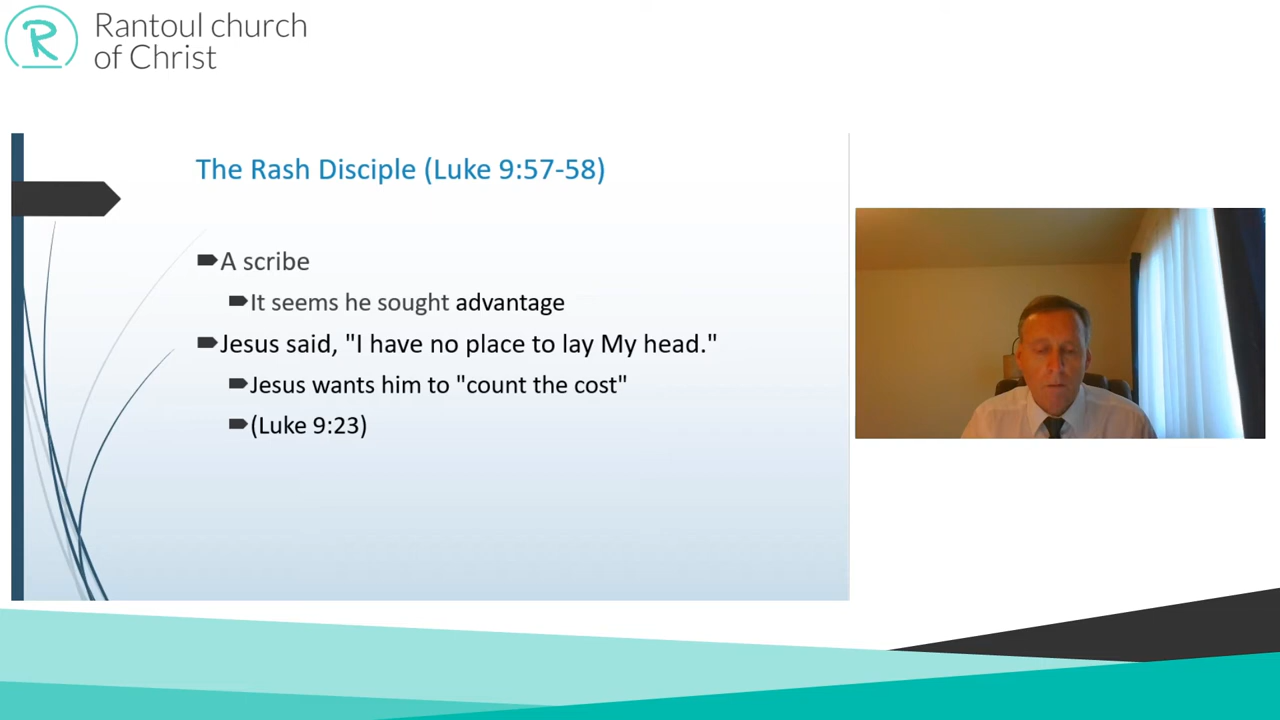 Rantoul church
of Christ
The Rash Disciple (Luke 9:57-58)
A scribe
It seems he sought advantage
Jesus said, "I have no place to lay My head."
Jesus wants him to "count the cost"
(Luke 9:23)